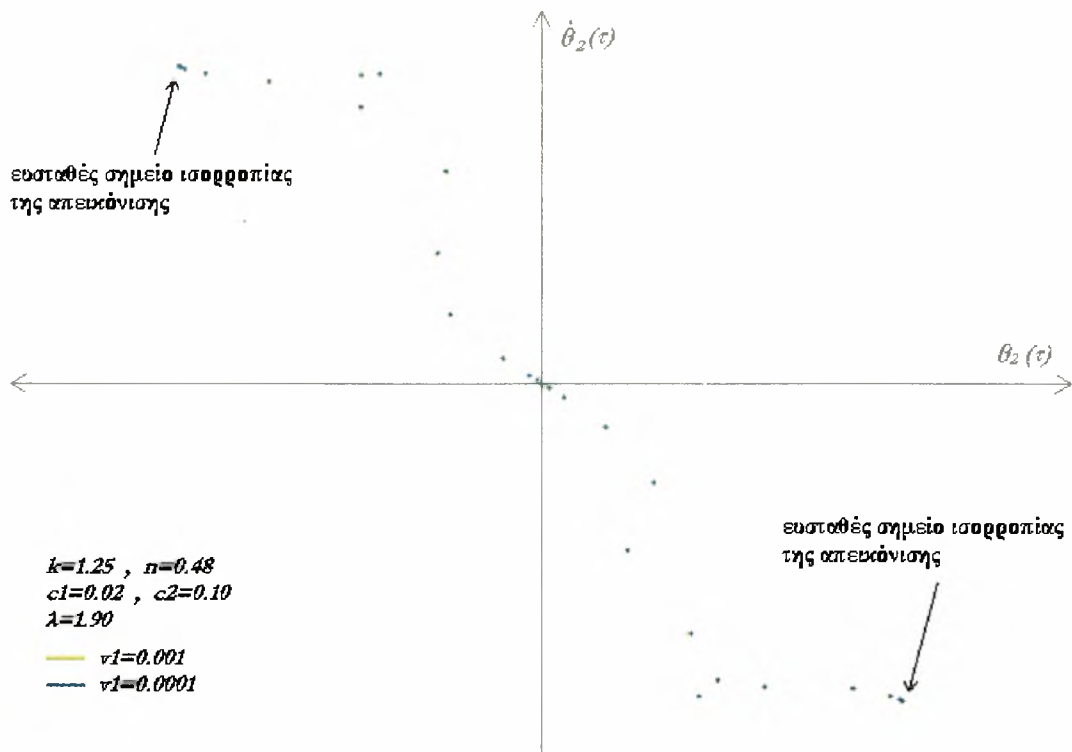 θ̇₂(τ)
ευσταθές σημείο ισορροπίας
της απεικόνισης
θ₂(τ)
ευσταθές σημείο ισορροπίας
της απεικόνισης
k=1.25 , n=0.48
c1=0.02 , c2=0.10
λ=1.90
v1=0.001
v1=0.0001